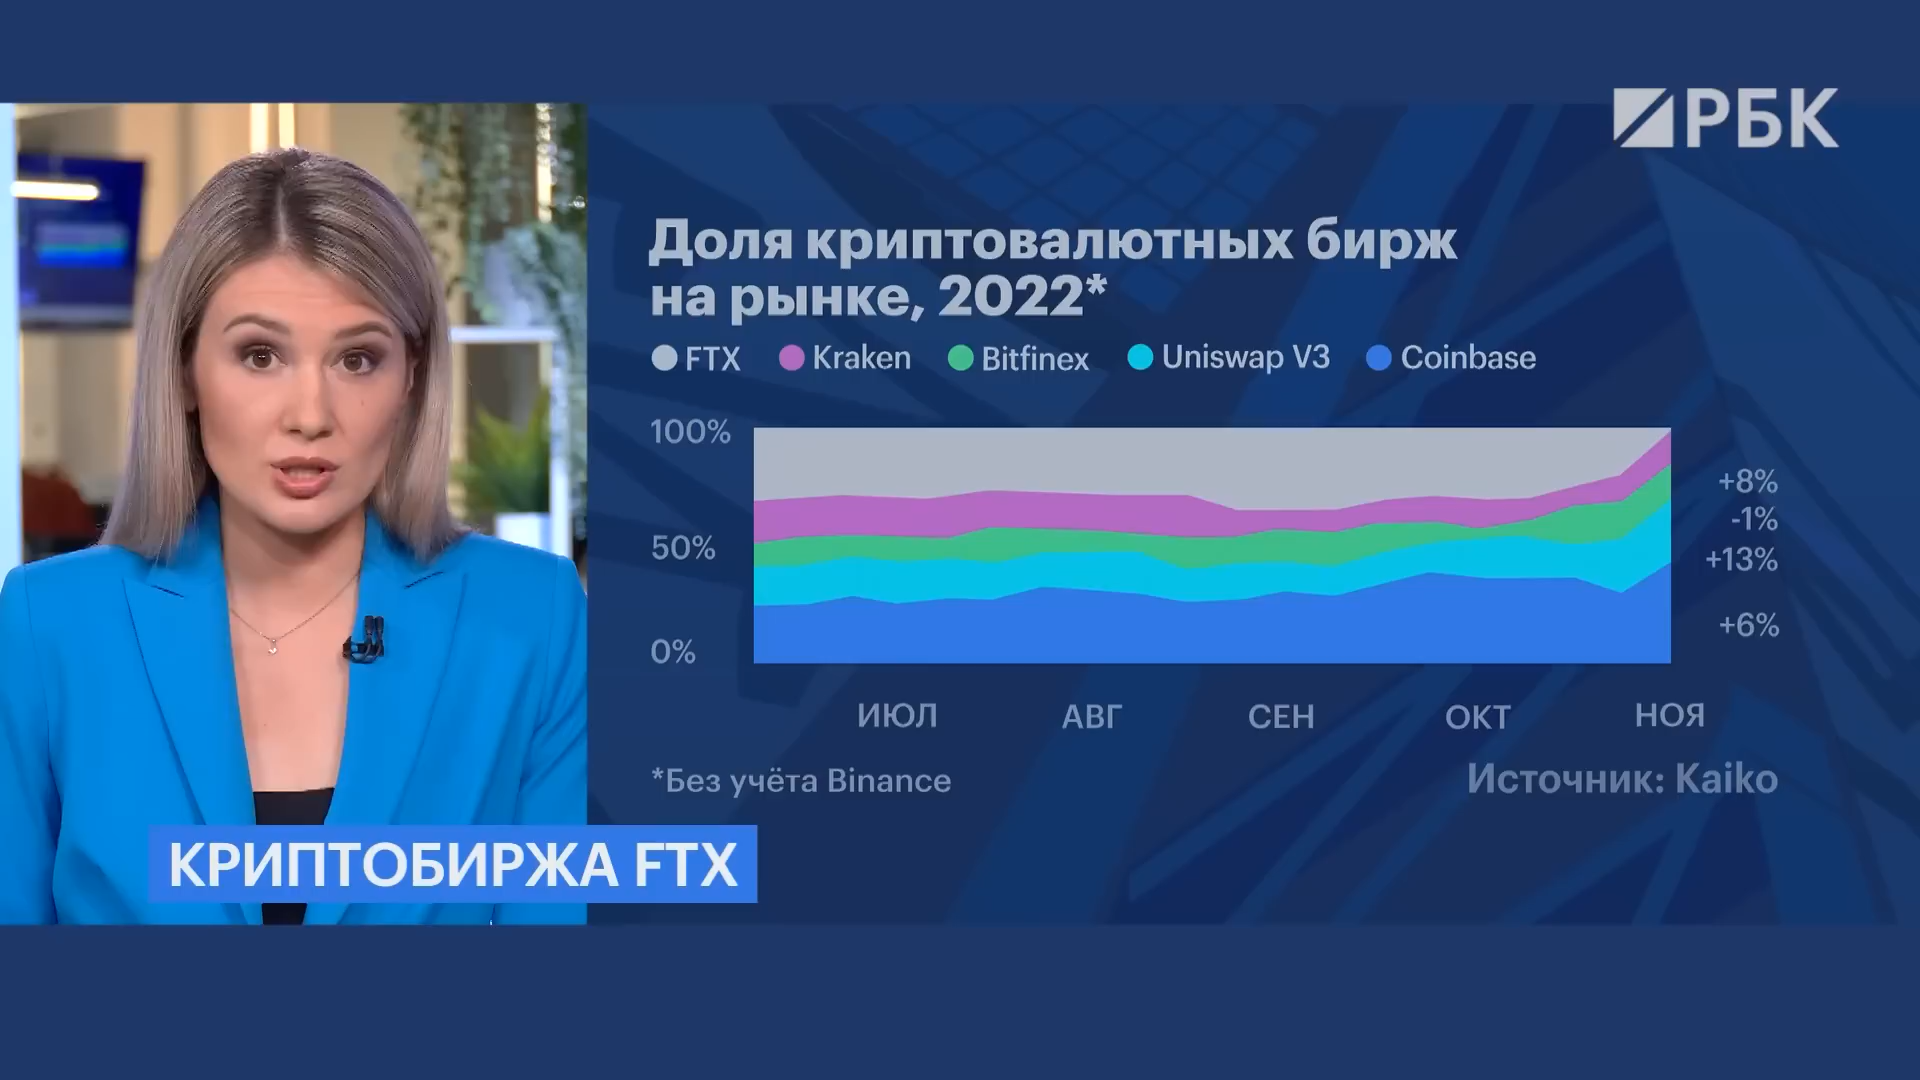 РБК
Доля криптовалютных бирж
на рынке, 2022*
FTX Kraken Bitfinex Uniswap V3 Coinbase
100%
50%
0%
+8%
-1%
+13%
+6%
ИЮЛ АВГ СЕН ОКТ НОЯ
*Без учёта Binance
Источник: Kaiko
КРИПТОБИРЖА FTX